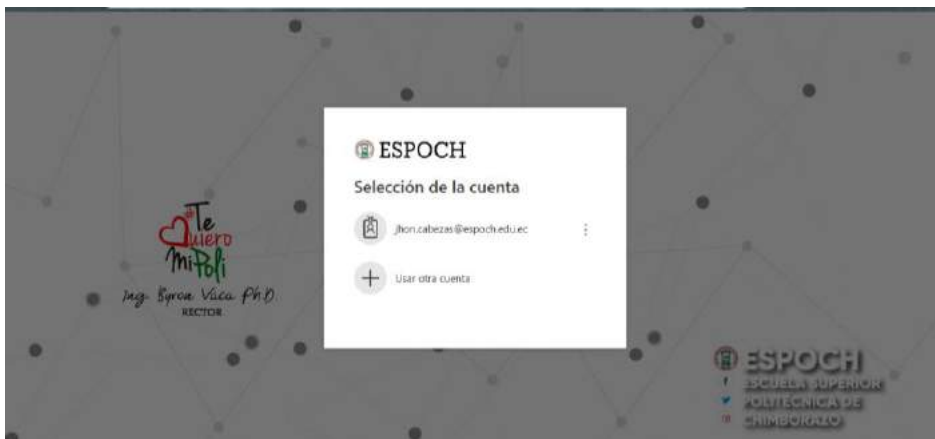 Te
Quiero
Mi Poli
Ing. Byron Vaca Ph.D.
RECTOR
ESPOCH
Selección de la cuenta
jhon.cabezas@espoch.edu.ec
Usar otra cuenta
ESPOCH
ESCUELA SUPERIOR
POLITÉCNICA DE
CHIMBORAZO